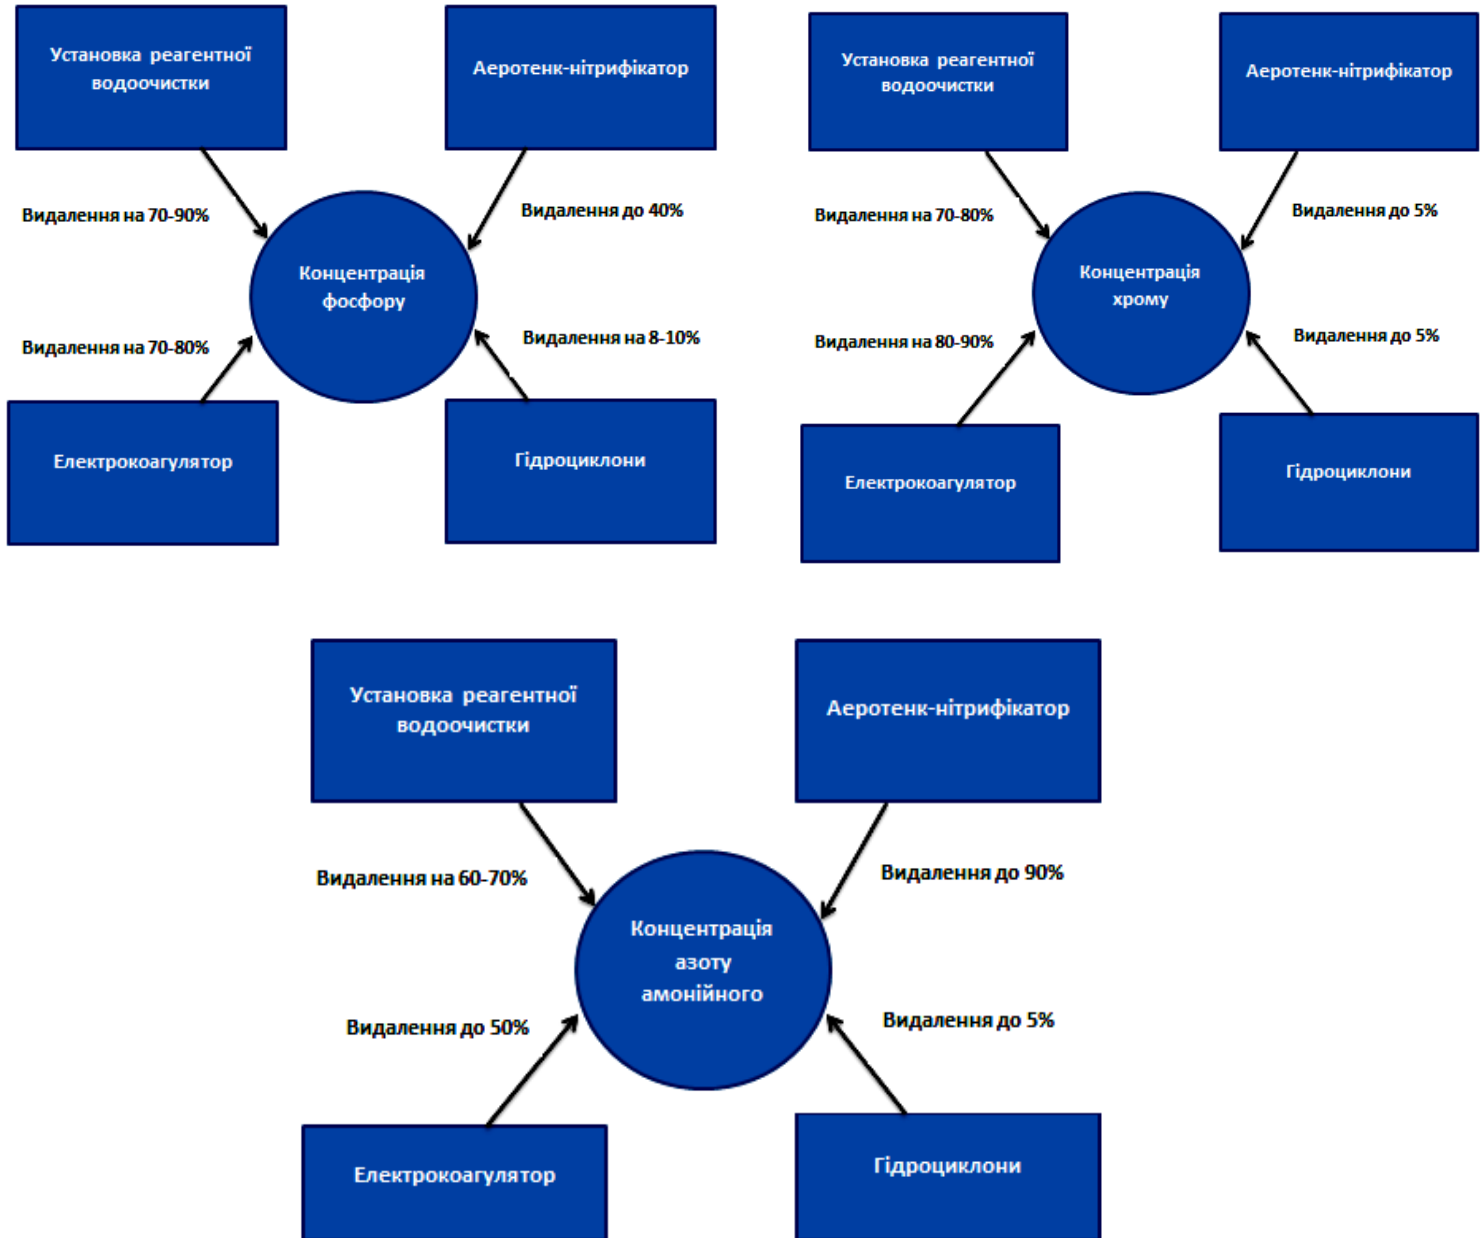 Установка реагентної
водоочистки
Аеротенк-нітрифікатор
Видалення на 70-90%
Видалення до 40%
Концентрація
фосфору
Видалення на 70-80%
Видалення на 8-10%
Електрокоагулятор
Гідроциклони
Установка реагентної
водоочистки
Аеротенк-нітрифікатор
Видалення на 70-80%
Видалення до 5%
Концентрація
хрому
Видалення на 80-90%
Видалення до 5%
Електрокоагулятор
Гідроциклони
Установка реагентної
водоочистки
Аеротенк-нітрифікатор
Видалення на 60-70%
Видалення до 90%
Концентрація
азоту
амонійного
Видалення до 50%
Видалення до 5%
Електрокоагулятор
Гідроциклони